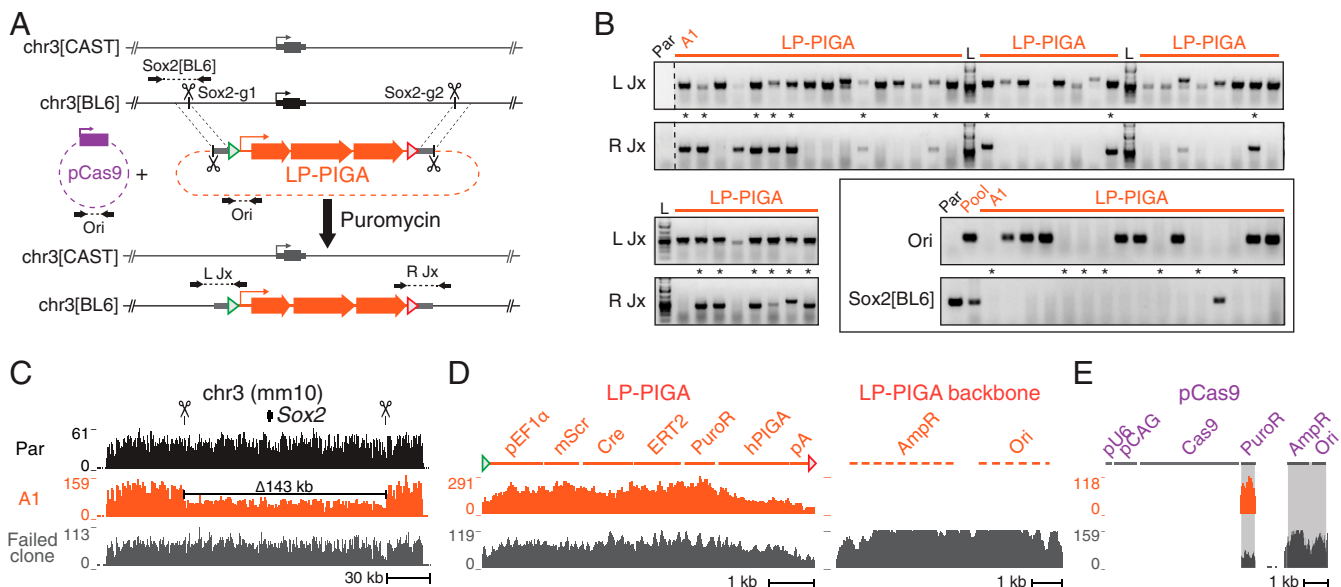 A
chr3[CAST]
Sox2[BL6]
chr3[BL6]
Sox2-g1
Sox2-g2
pCas9
+
LP-PIGA
Ori
Ori
Puromycin
chr3[CAST]
L Jx
R Jx
chr3[BL6]
B
Par
A1
LP-PIGA
L
LP-PIGA
L
LP-PIGA
L Jx
* * * * * * * * * *
R Jx
L
LP-PIGA
L Jx
* * * * * * *
R Jx
Par
Pool
A1
LP-PIGA
Ori
* * * * * * *
Sox2[BL6]
C
chr3 (mm10)
Sox2
Par
61
0
A1
159
0
Δ143 kb
Failed clone
113
0
30 kb
D
LP-PIGA
LP-PIGA backbone
pEF1α
mScr
Cre
ERT2
PuroR
hPIGA
pA
AmpR
Ori
291
0
119
0
1 kb
1 kb
E
pCas9
pU6
pCAG
Cas9
PuroR
AmpR
Ori
118
0
159
0
1 kb